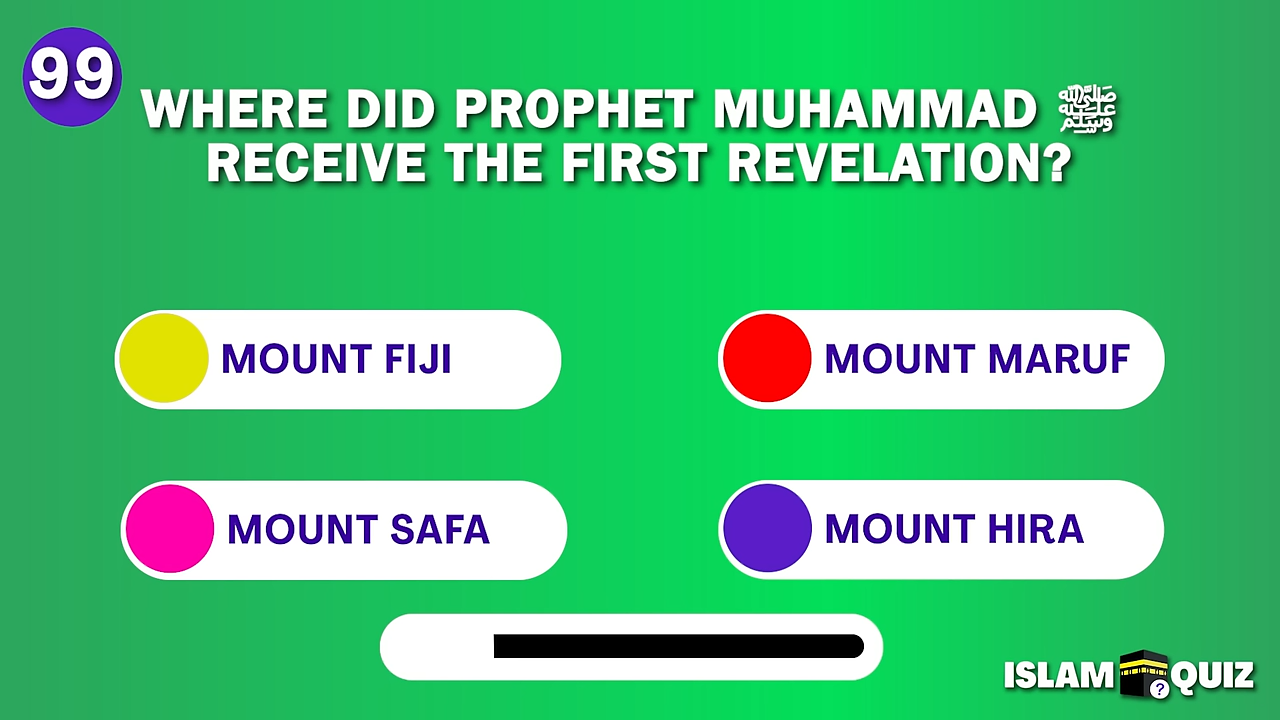 99
WHERE DID PROPHET MUHAMMAD ﷺ
RECEIVE THE FIRST REVELATION?
MOUNT FIJI
MOUNT MARUF
MOUNT SAFA
MOUNT HIRA
ISLAM ? QUIZ